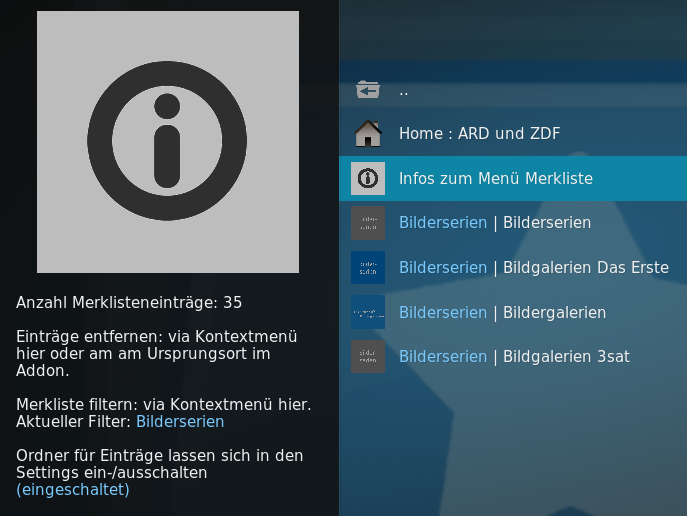 Anzahl Merklisteneinträge: 35
Einträge entfernen: via Kontextmenü
hier oder am am Ursprungsort im
Addon.
Merkliste filtern: via Kontextmenü hier.
Aktueller Filter: Bilderserien
Ordner für Einträge lassen sich in den
Settings ein-/ausschalten
(eingeschaltet)
..
Home : ARD und ZDF
Infos zum Menü Merkliste
Bilderserien | Bilderserien
Bilderserien | Bildgalerien Das Erste
Bilderserien | Bildergalerien
Bilderserien | Bildgalerien 3sat